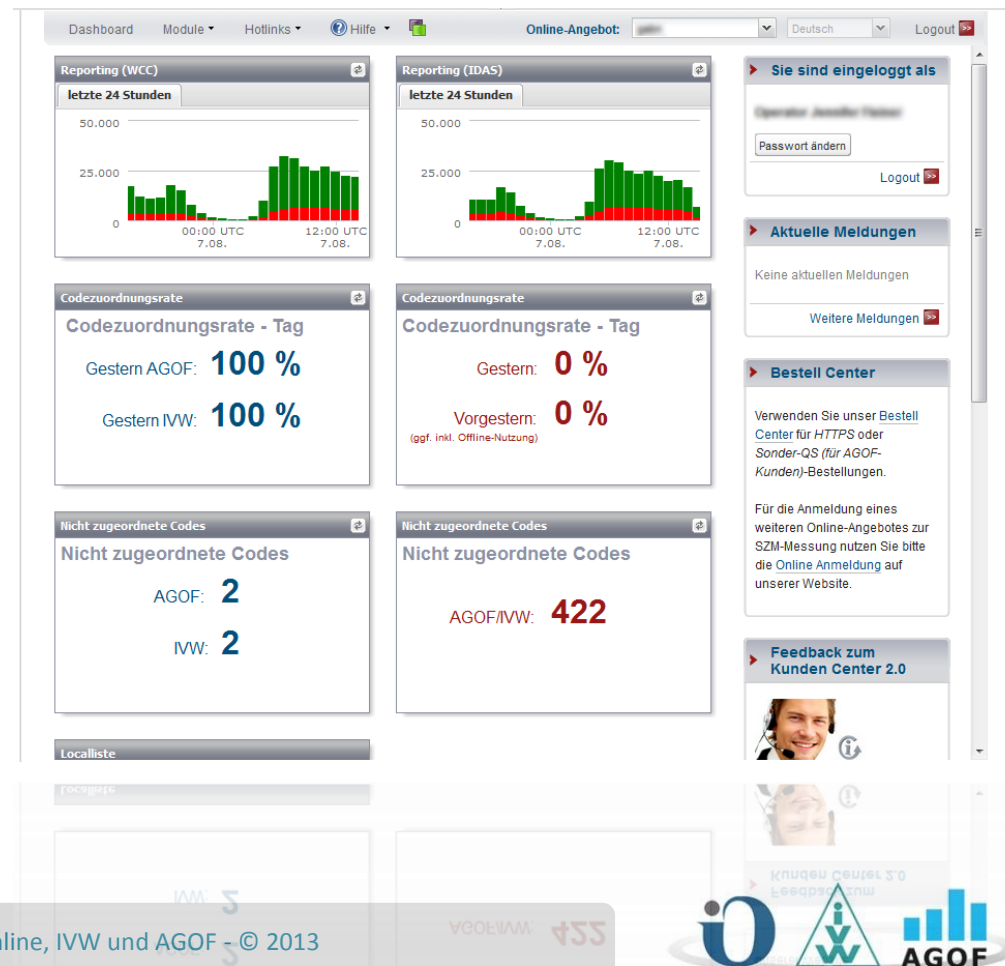 Dashboard Module Hotlinks Hilfe Online-Angebot: Deutsch Logout
Reporting (WCC)
letzte 24 Stunden
50.000
25.000
0
00:00 UTC 12:00 UTC
7.08. 7.08.
Reporting (IDAS)
letzte 24 Stunden
50.000
25.000
0
00:00 UTC 12:00 UTC
7.08. 7.08.
Codezuordnungsrate
Codezuordnungsrate - Tag
Gestern AGOF: 100 %
Gestern IVW: 100 %
Codezuordnungsrate
Codezuordnungsrate - Tag
Gestern: 0 %
Vorgestern: 0 %
(ggf. inkl. Offline-Nutzung)
Nicht zugeordnete Codes
Nicht zugeordnete Codes
AGOF: 2
IVW: 2
Nicht zugeordnete Codes
Nicht zugeordnete Codes
AGOF/IVW: 422
Localliste
Sie sind eingeloggt als
Passwort ändern
Logout
Aktuelle Meldungen
Keine aktuellen Meldungen
Weitere Meldungen
Bestell Center
Verwenden Sie unser Bestell
Center für HTTPS oder
Sonder-QS (für AGOF-
Kunden)-Bestellungen.
Für die Anmeldung eines
weiteren Online-Angebotes zur
SZM-Messung nutzen Sie bitte
die Online Anmeldung auf
unserer Website.
Feedback zum
Kunden Center 2.0
line, IVW und AGOF - © 2013
IVW
AGOF